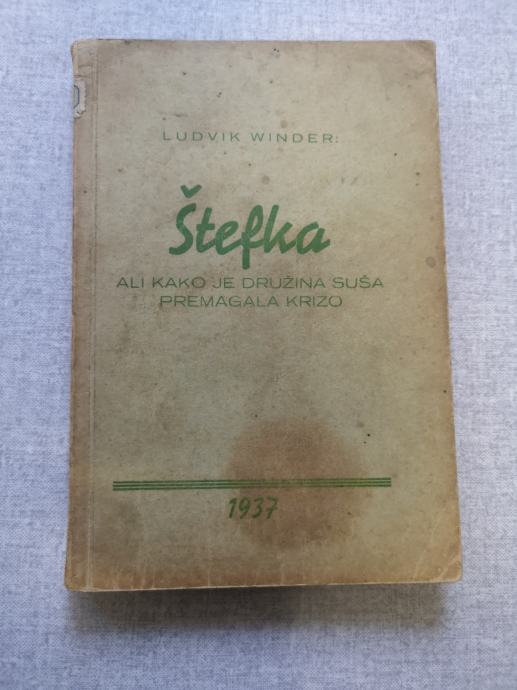 LUDVIK WINDER:
Štefka
ALI KAKO JE DRUŽINA SUŠA
PREMAGALA KRIZO
1937